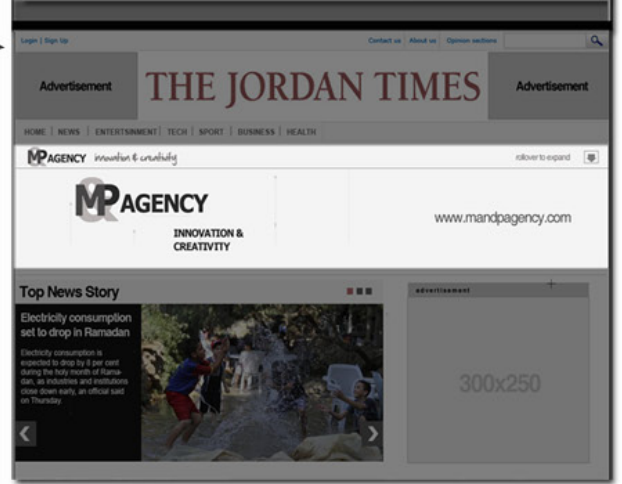 Login | Sign Up
Contact us | About us | Opinion sections
Advertisement
THE JORDAN TIMES
Advertisement
HOME | NEWS | ENTERTSINMENT | TECH | SPORT | BUSINESS | HEALTH
M&P AGENCY innovation & creativity
rollover to expand
M&P AGENCY
INNOVATION &
CREATIVITY
www.mandpagency.com
Top News Story
Electricity consumption
set to drop in Ramadan
Electricity consumption is
expected to drop by 8 per cent
during the holy month of Rama-
dan, as industries and institutions
close down early, an official said
on Thursday.
advertisement
300x250